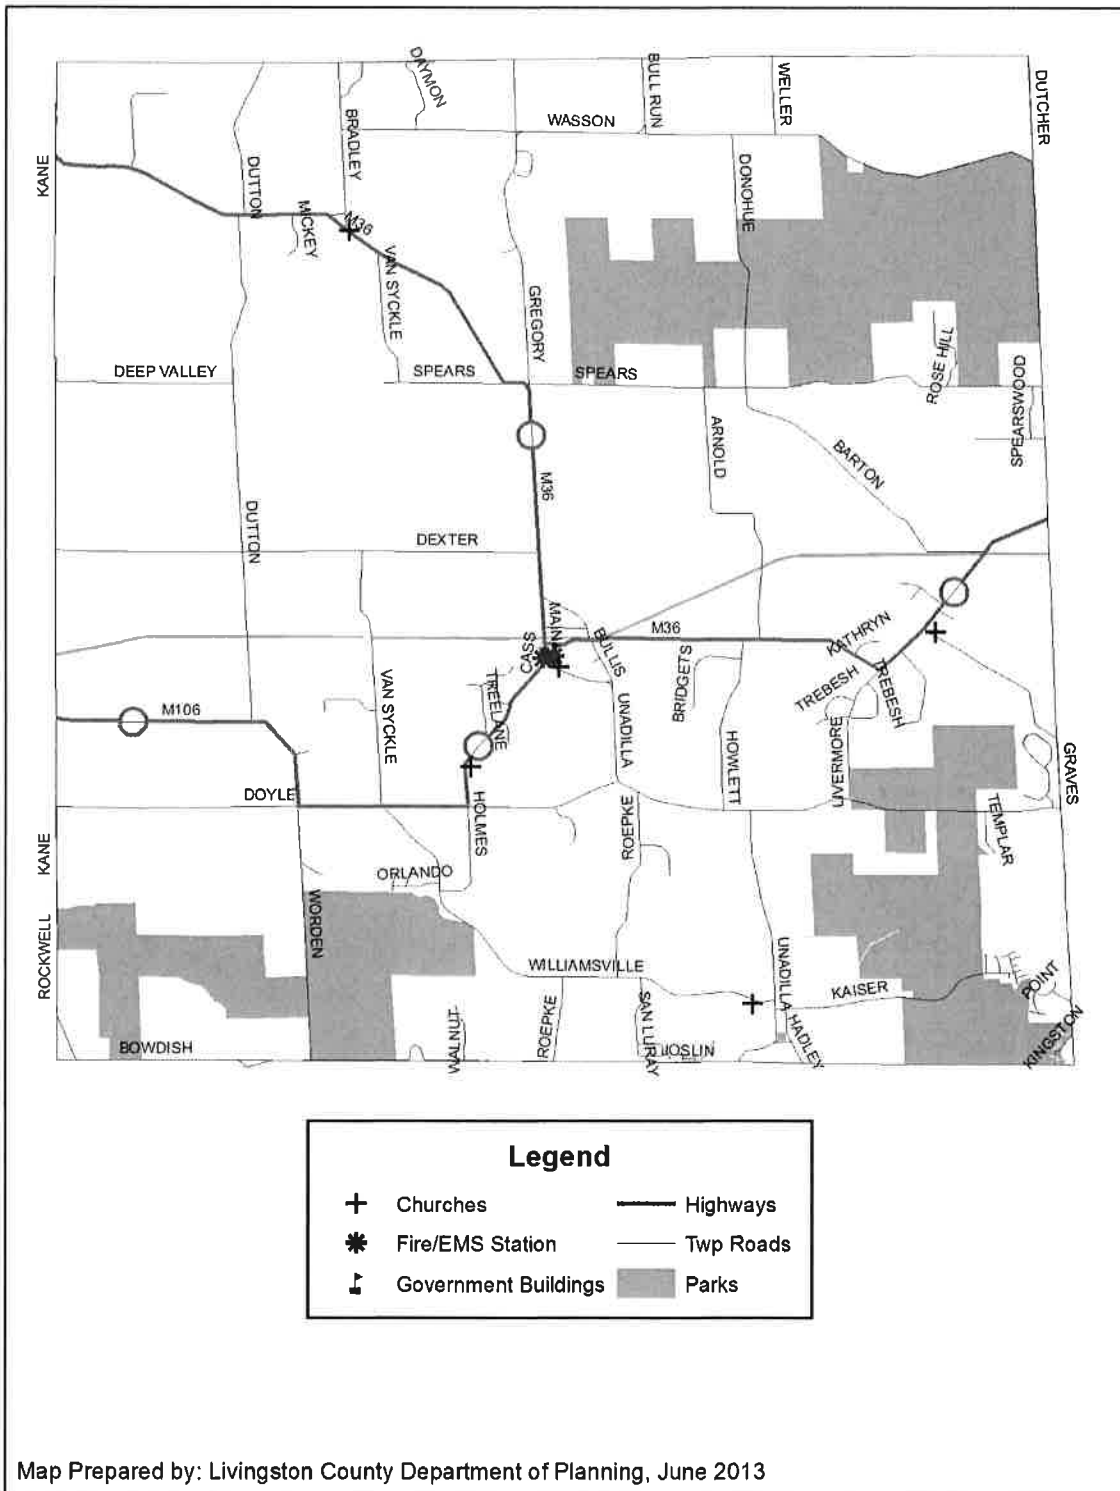 DAYMON
BULL RUN
WELLER
DUTCHER
BRADLEY
WASSON
KANE
DUTTON
DONOHUE
MICKEY
M36
VAN SYCKLE
GREGORY
DEEP VALLEY
SPEARS
SPEARS
ROSE HILL
SPEARSWOOD
ARNOLD
BARTON
M36
DUTTON
DEXTER
MAIN
CASS
BULLIS
M36
KATHRYN
TREELANE
BRIDGETS
TREBESH
TREBESH
VAN SYCKLE
UNADILLA
M106
HOWLETT
LIVERMORE
GRAVES
DOYLE
HOLMES
ROEPKE
TEMPLAR
KANE
ORLANDO
WORDEN
ROCKWELL
WILLIAMSVILLE
UNADILLA
KAISER
POINT
WALNUT
ROEPKE
SAN LURAY
HADLEY
KINGSTON
BOWDISH
JOSLIN
Legend
Churches
Highways
Fire/EMS Station
Twp Roads
Government Buildings
Parks
Map Prepared by: Livingston County Department of Planning, June 2013